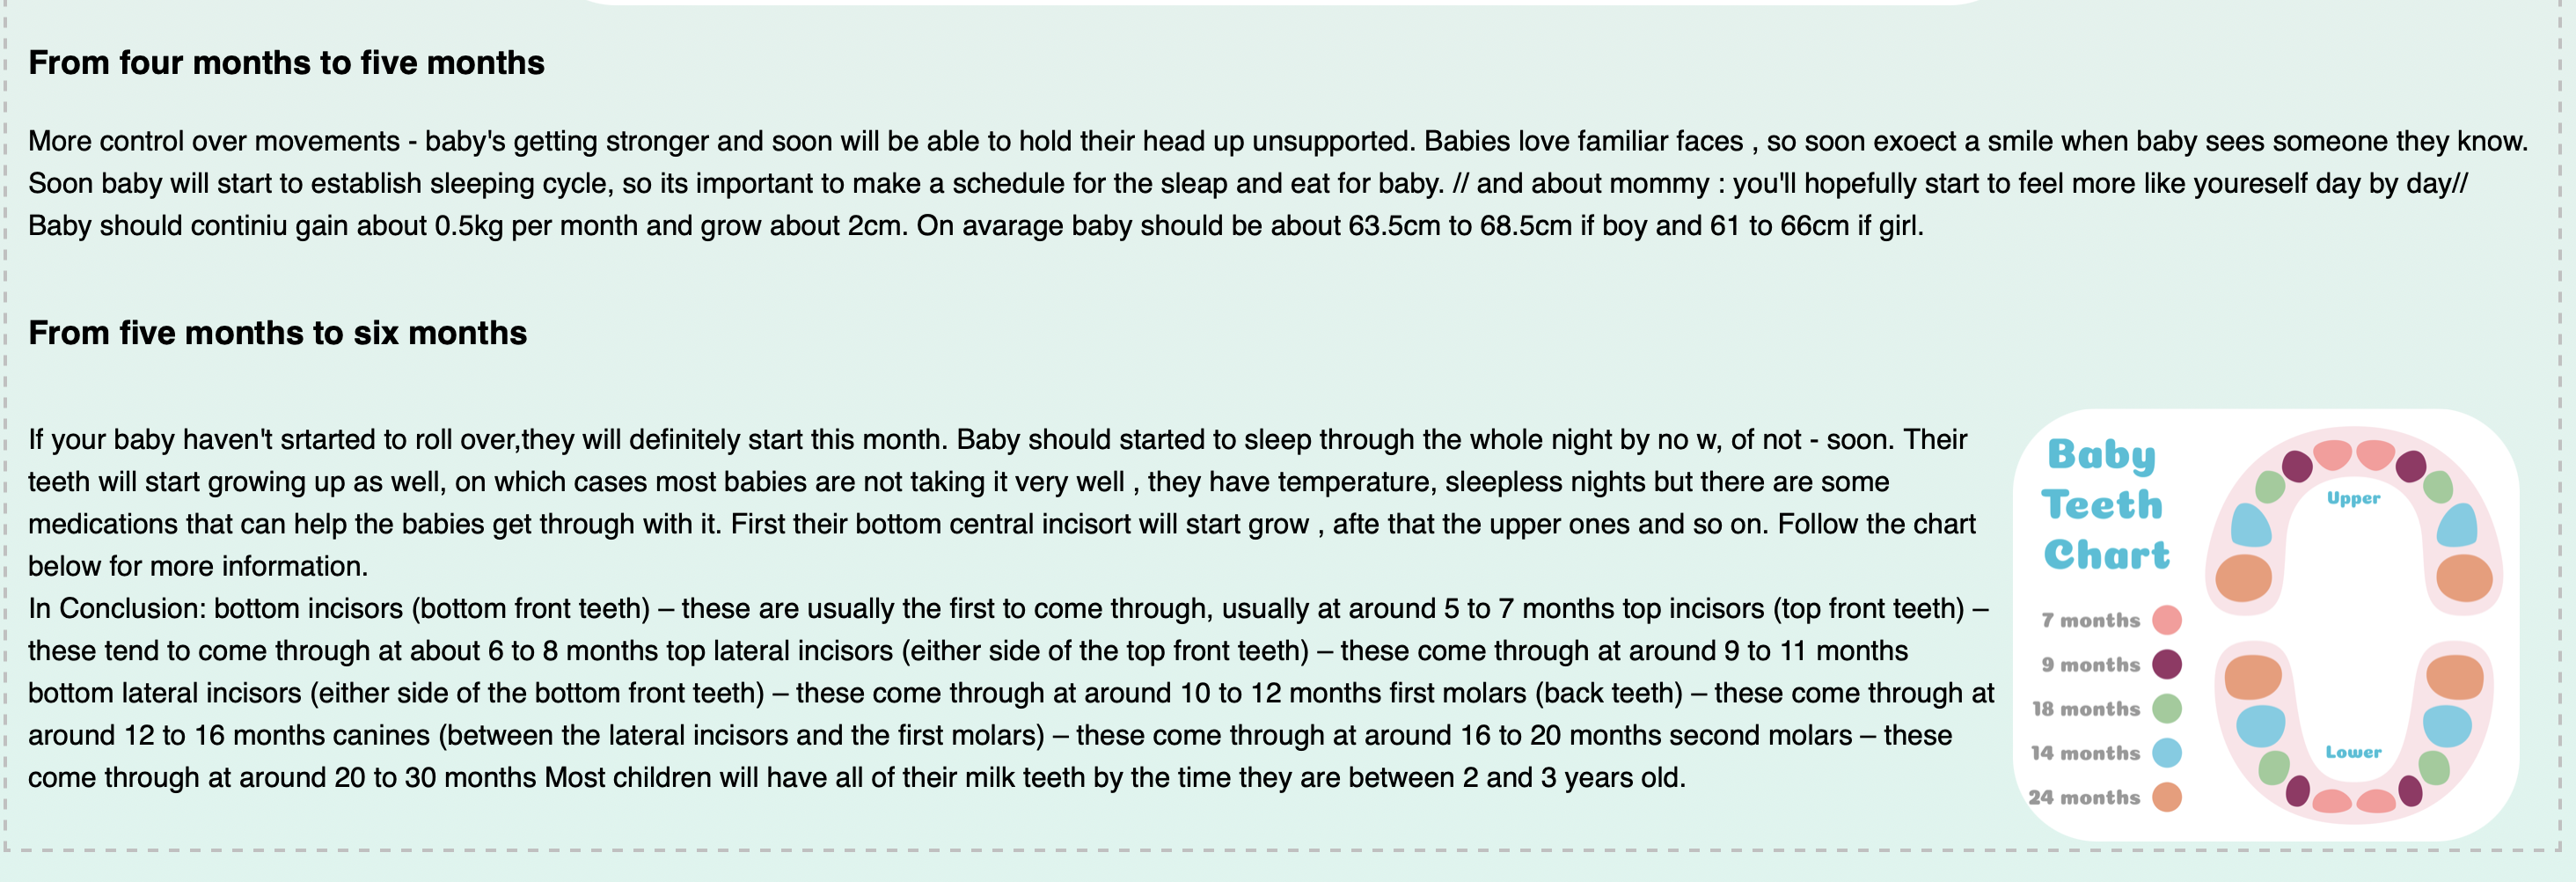 From four months to five months
More control over movements - baby's getting stronger and soon will be able to hold their head up unsupported. Babies love familiar faces , so soon exoect a smile when baby sees someone they know.
Soon baby will start to establish sleeping cycle, so its important to make a schedule for the sleap and eat for baby. // and about mommy : you'll hopefully start to feel more like youreself day by day//
Baby should continiu gain about 0.5kg per month and grow about 2cm. On avarage baby should be about 63.5cm to 68.5cm if boy and 61 to 66cm if girl.
From five months to six months
If your baby haven't srtarted to roll over,they will definitely start this month. Baby should started to sleep through the whole night by no w, of not - soon. Their
teeth will start growing up as well, on which cases most babies are not taking it very well , they have temperature, sleepless nights but there are some
medications that can help the babies get through with it. First their bottom central incisort will start grow , afte that the upper ones and so on. Follow the chart
below for more information.
In Conclusion: bottom incisors (bottom front teeth) – these are usually the first to come through, usually at around 5 to 7 months top incisors (top front teeth) –
these tend to come through at about 6 to 8 months top lateral incisors (either side of the top front teeth) – these come through at around 9 to 11 months
bottom lateral incisors (either side of the bottom front teeth) – these come through at around 10 to 12 months first molars (back teeth) – these come through at
around 12 to 16 months canines (between the lateral incisors and the first molars) – these come through at around 16 to 20 months second molars – these
come through at around 20 to 30 months Most children will have all of their milk teeth by the time they are between 2 and 3 years old.
Baby
Teeth
Chart
7 months
9 months
18 months
14 months
24 months
Upper
Lower